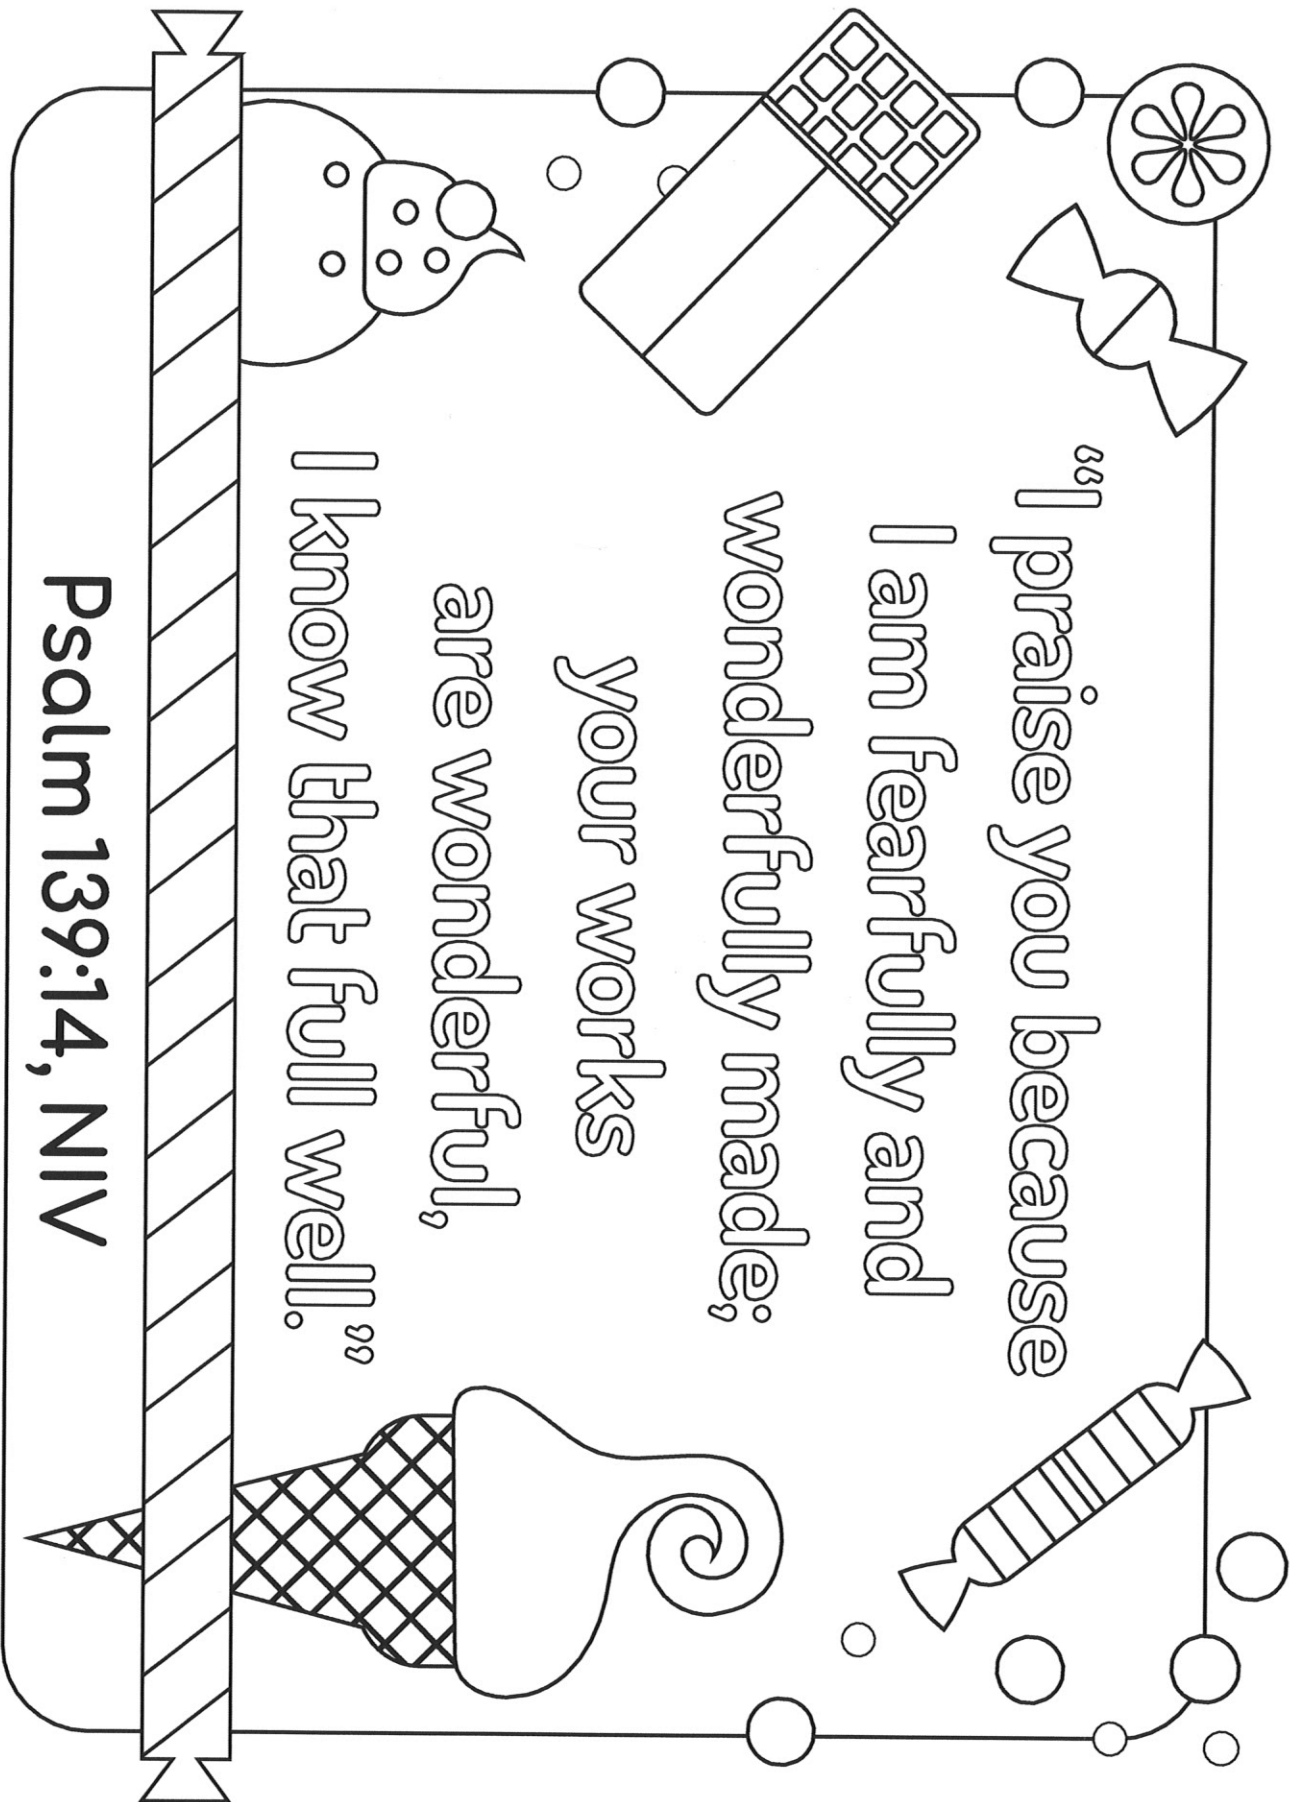 “I praise you because
I am fearfully and
wonderfully made;
your works
are wonderful,
I know that full well.”
Psalm 139:14, NIV